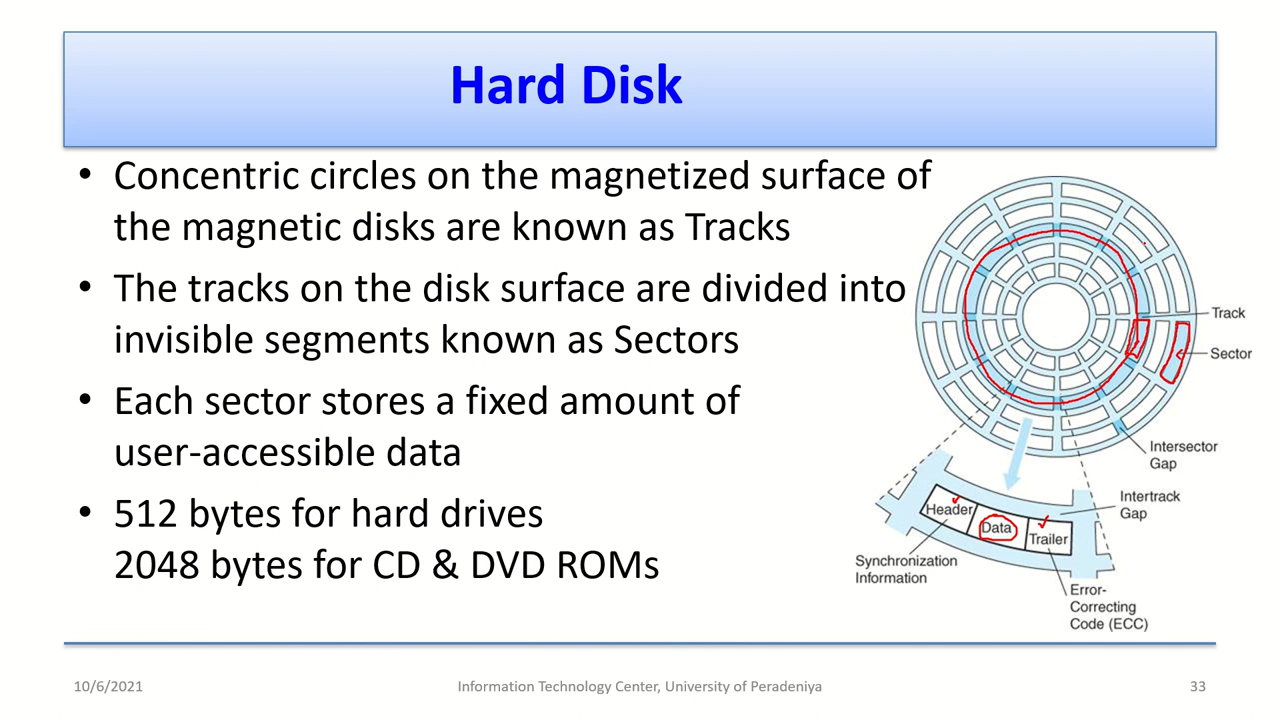 Hard Disk
• Concentric circles on the magnetized surface of
the magnetic disks are known as Tracks
• The tracks on the disk surface are divided into
invisible segments known as Sectors
• Each sector stores a fixed amount of
user-accessible data
• 512 bytes for hard drives
2048 bytes for CD & DVD ROMs
Track
Sector
Intersector
Gap
Intertrack
Gap
Header
Data
Trailer
Synchronization
Information
Error-
Correcting
Code (ECC)
10/6/2021
Information Technology Center, University of Peradeniya
33